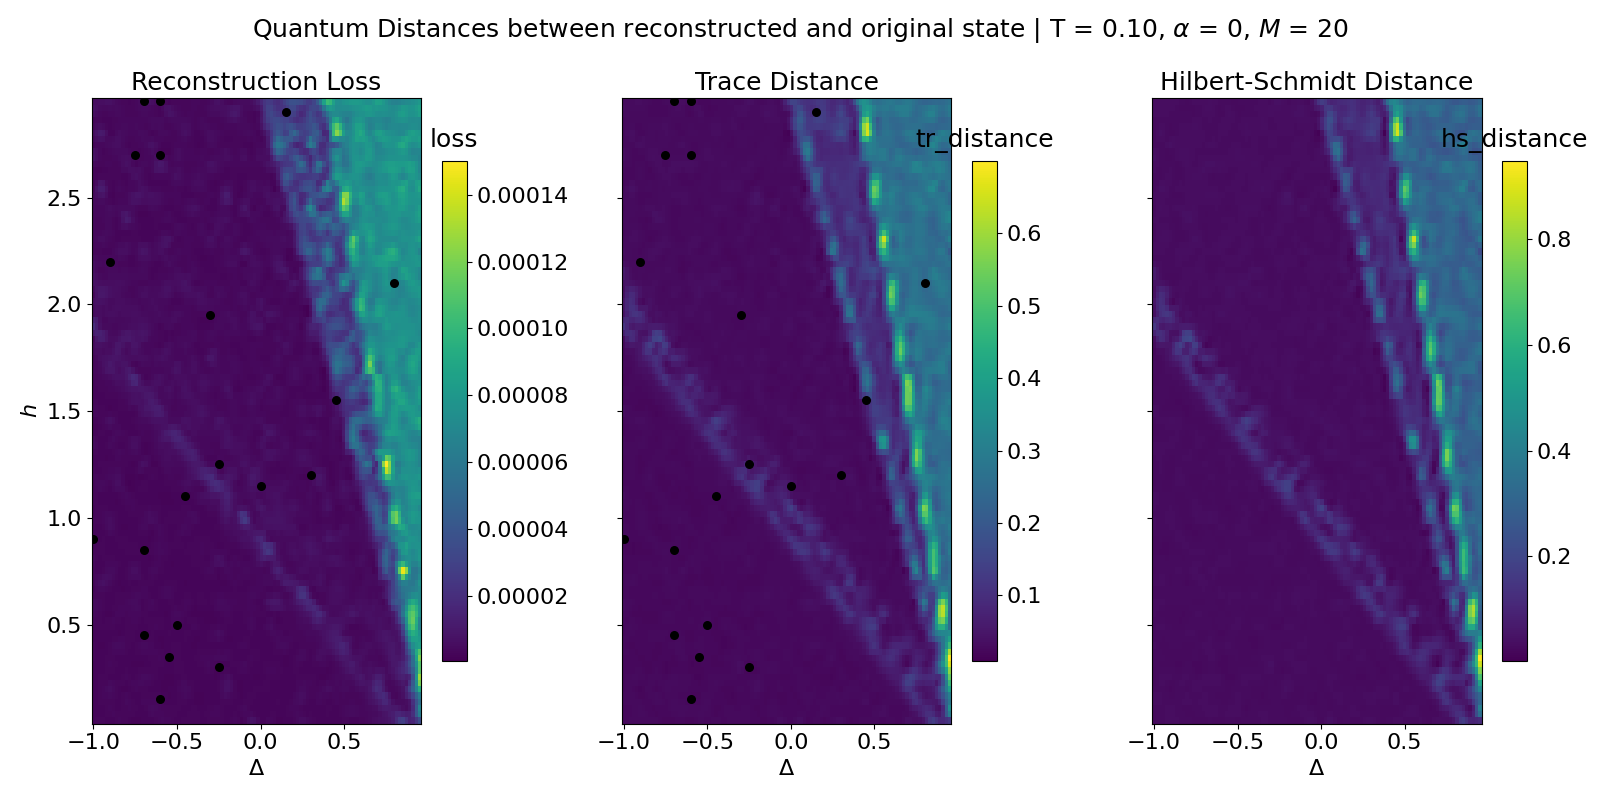 Quantum Distances between reconstructed and original state | T = 0.10, α = 0, M = 20
Reconstruction Loss
Trace Distance
Hilbert-Schmidt Distance
loss
tr_distance
hs_distance
0.00014
0.00012
0.00010
0.00008
0.00006
0.00004
0.00002
0.6
0.5
0.4
0.3
0.2
0.1
0.8
0.6
0.4
0.2
h
2.5
2.0
1.5
1.0
0.5
−1.0 −0.5 0.0 0.5
Δ
−1.0 −0.5 0.0 0.5
Δ
−1.0 −0.5 0.0 0.5
Δ